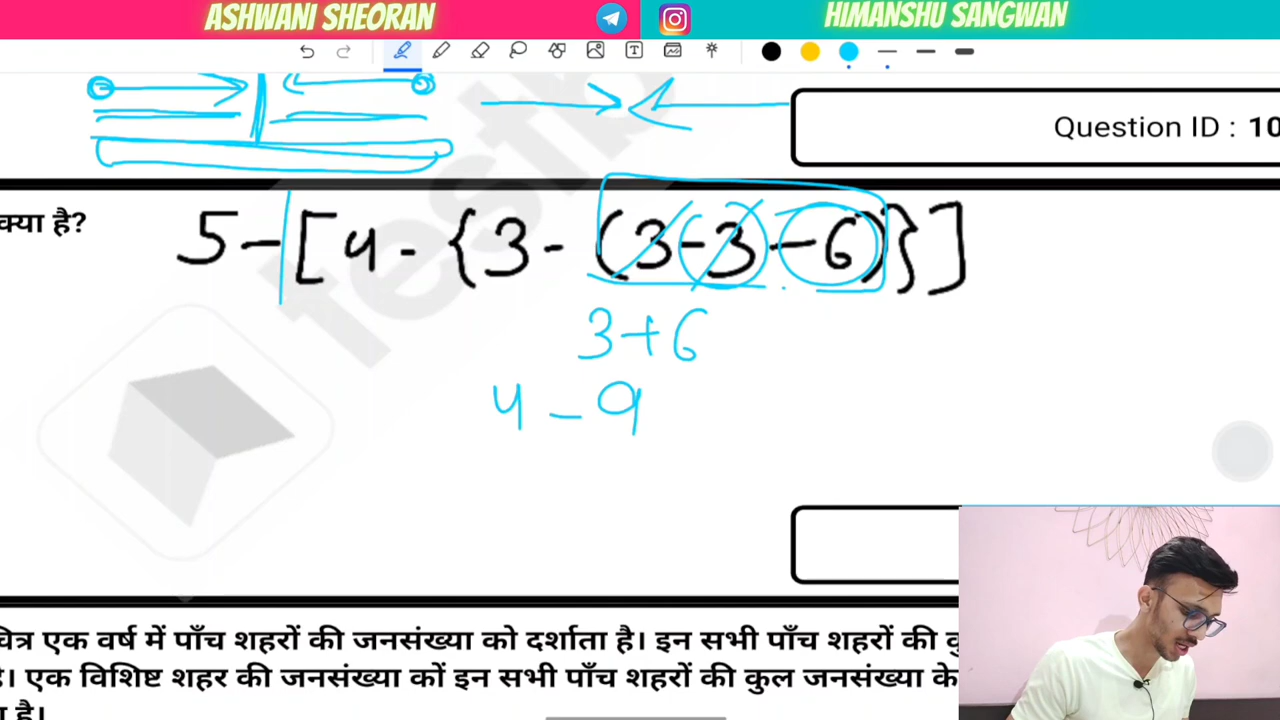 ASHWANI SHEORAN
HIMANSHU SANGWAN
Question ID : 10
क्या है?
5-[4-{3-(3-3-6)}]
3+6
4-9
चित्र एक वर्ष में पाँच शहरों की जनसंख्या को दर्शाता है। इन सभी पाँच शहरों की
है। एक विशिष्ट शहर की जनसंख्या कों इन सभी पाँच शहरों की कुल जनसंख्या के
है।